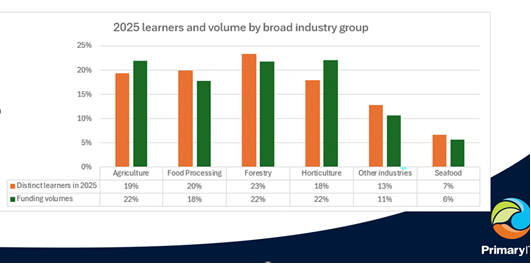 2025 learners and volume by broad industry group
25%
20%
15%
10%
5%
0%
Agriculture Food Processing Forestry Horticulture Other industries Seafood
Distinct learners in 2025 19% 20% 23% 18% 13% 7%
Funding volumes 22% 18% 22% 22% 11% 6%
PrimaryI